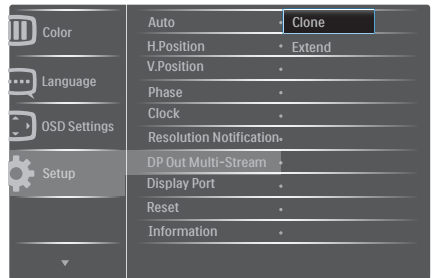 Color
Language
OSD Settings
Setup
Auto
H.Position
V.Position
Phase
Clock
Resolution Notification
DP Out Multi-Stream
Display Port
Reset
Information
Clone
Extend